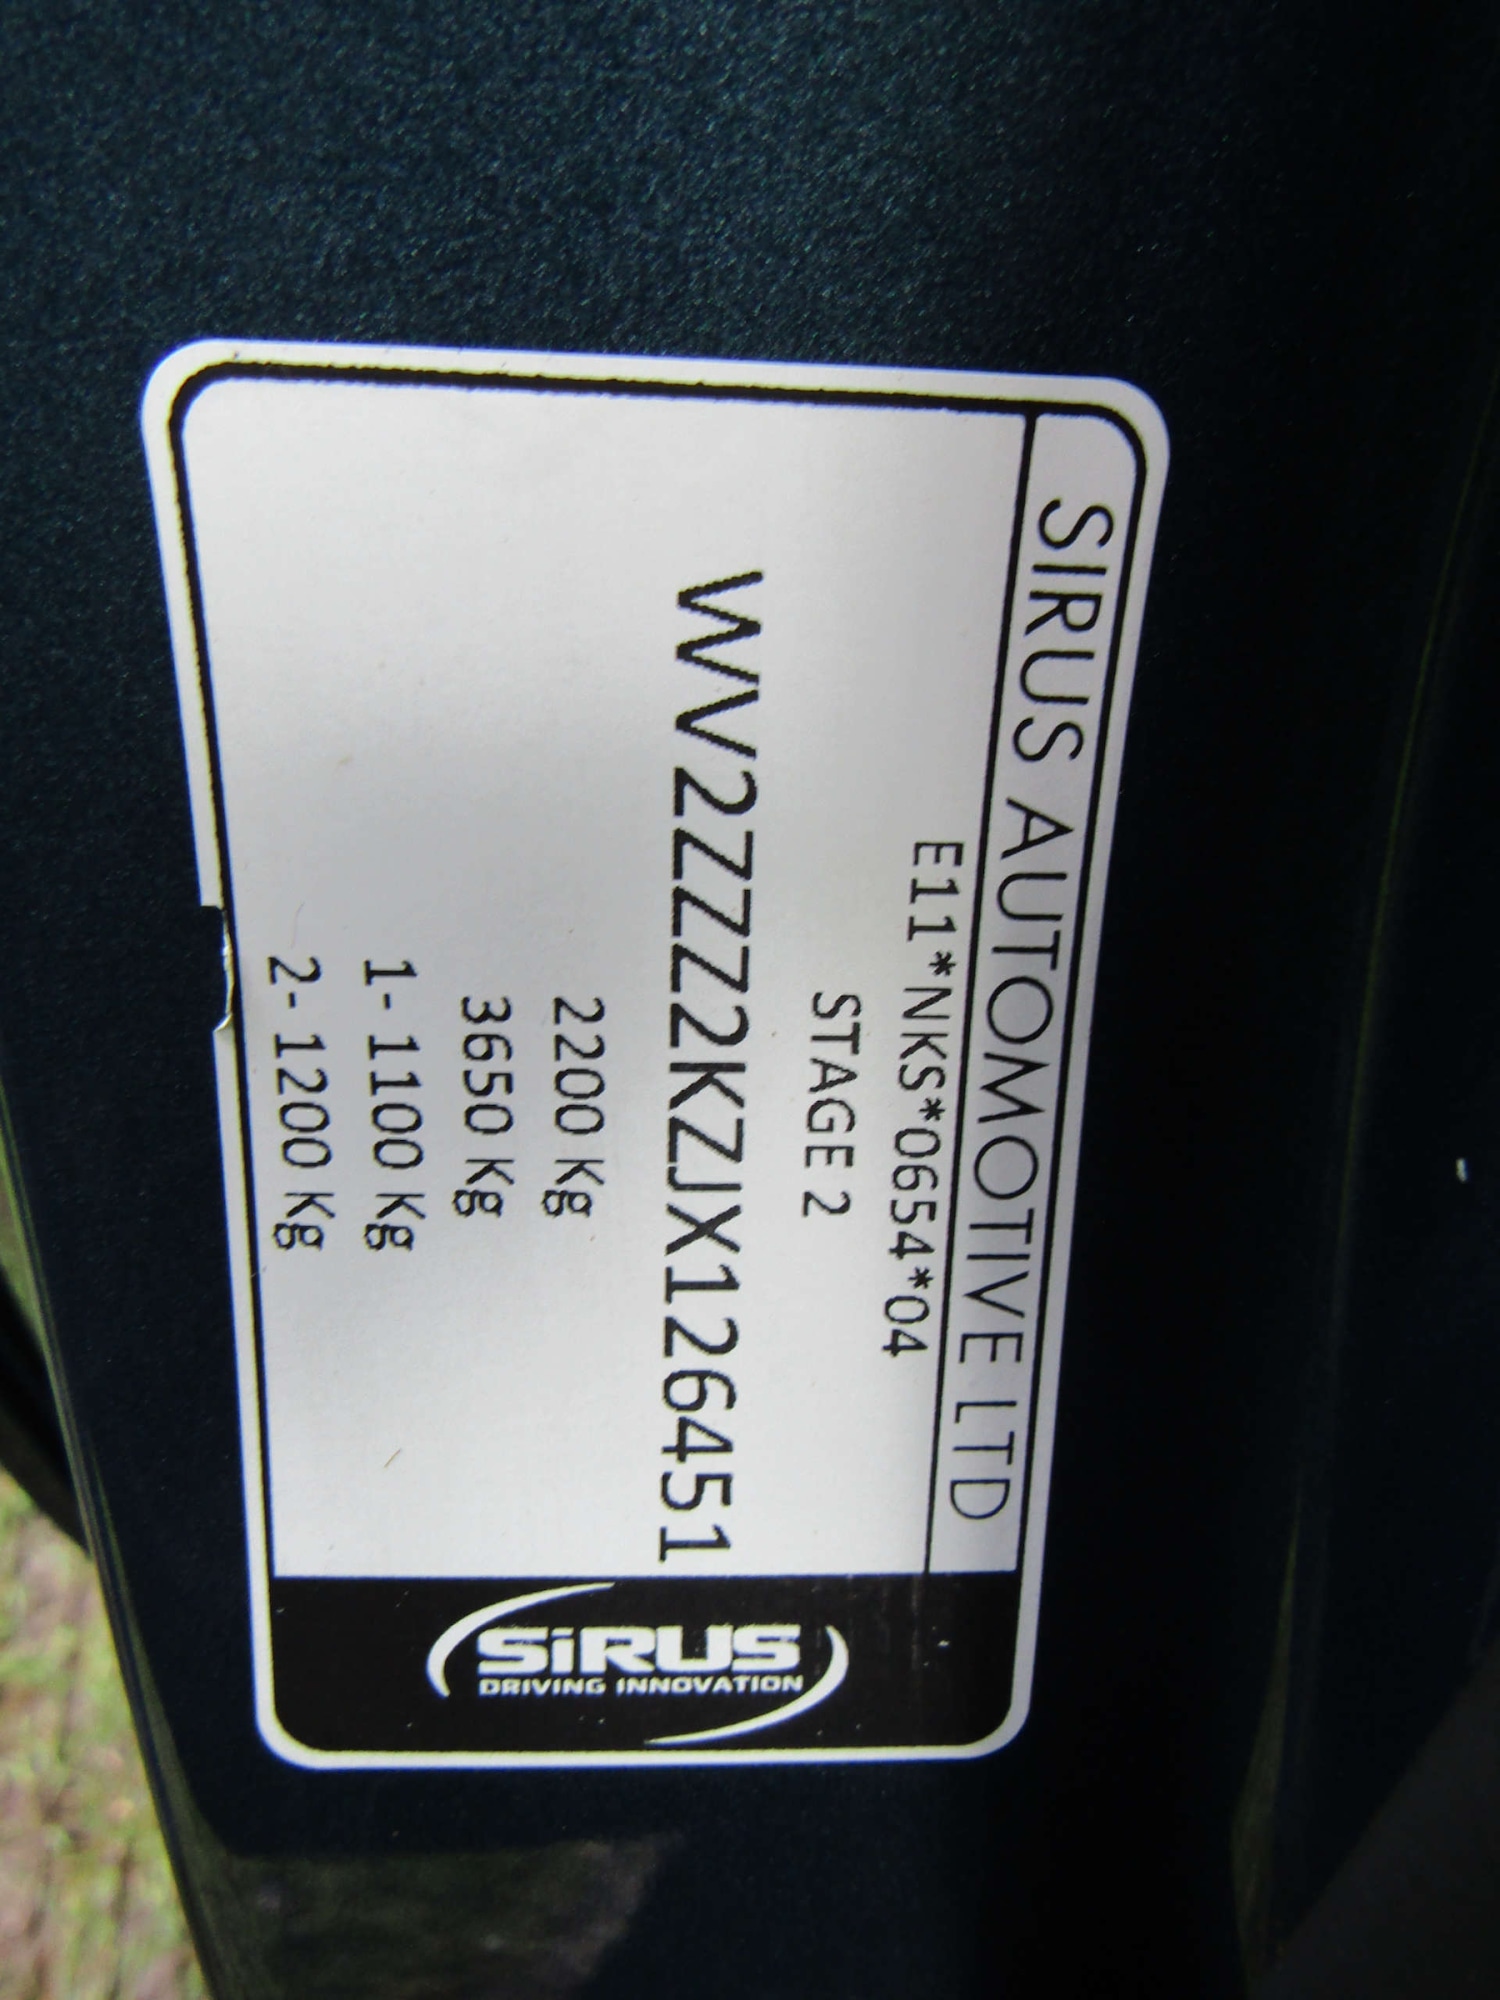 SIRUS AUTOMOTIVE LTD
E11*NKS*0654*04
STAGE 2
WV2ZZZ2KZJX126451
2200 Kg
3650 Kg
1- 1100 Kg
2- 1200 Kg
SiRUS
DRIVING INNOVATION